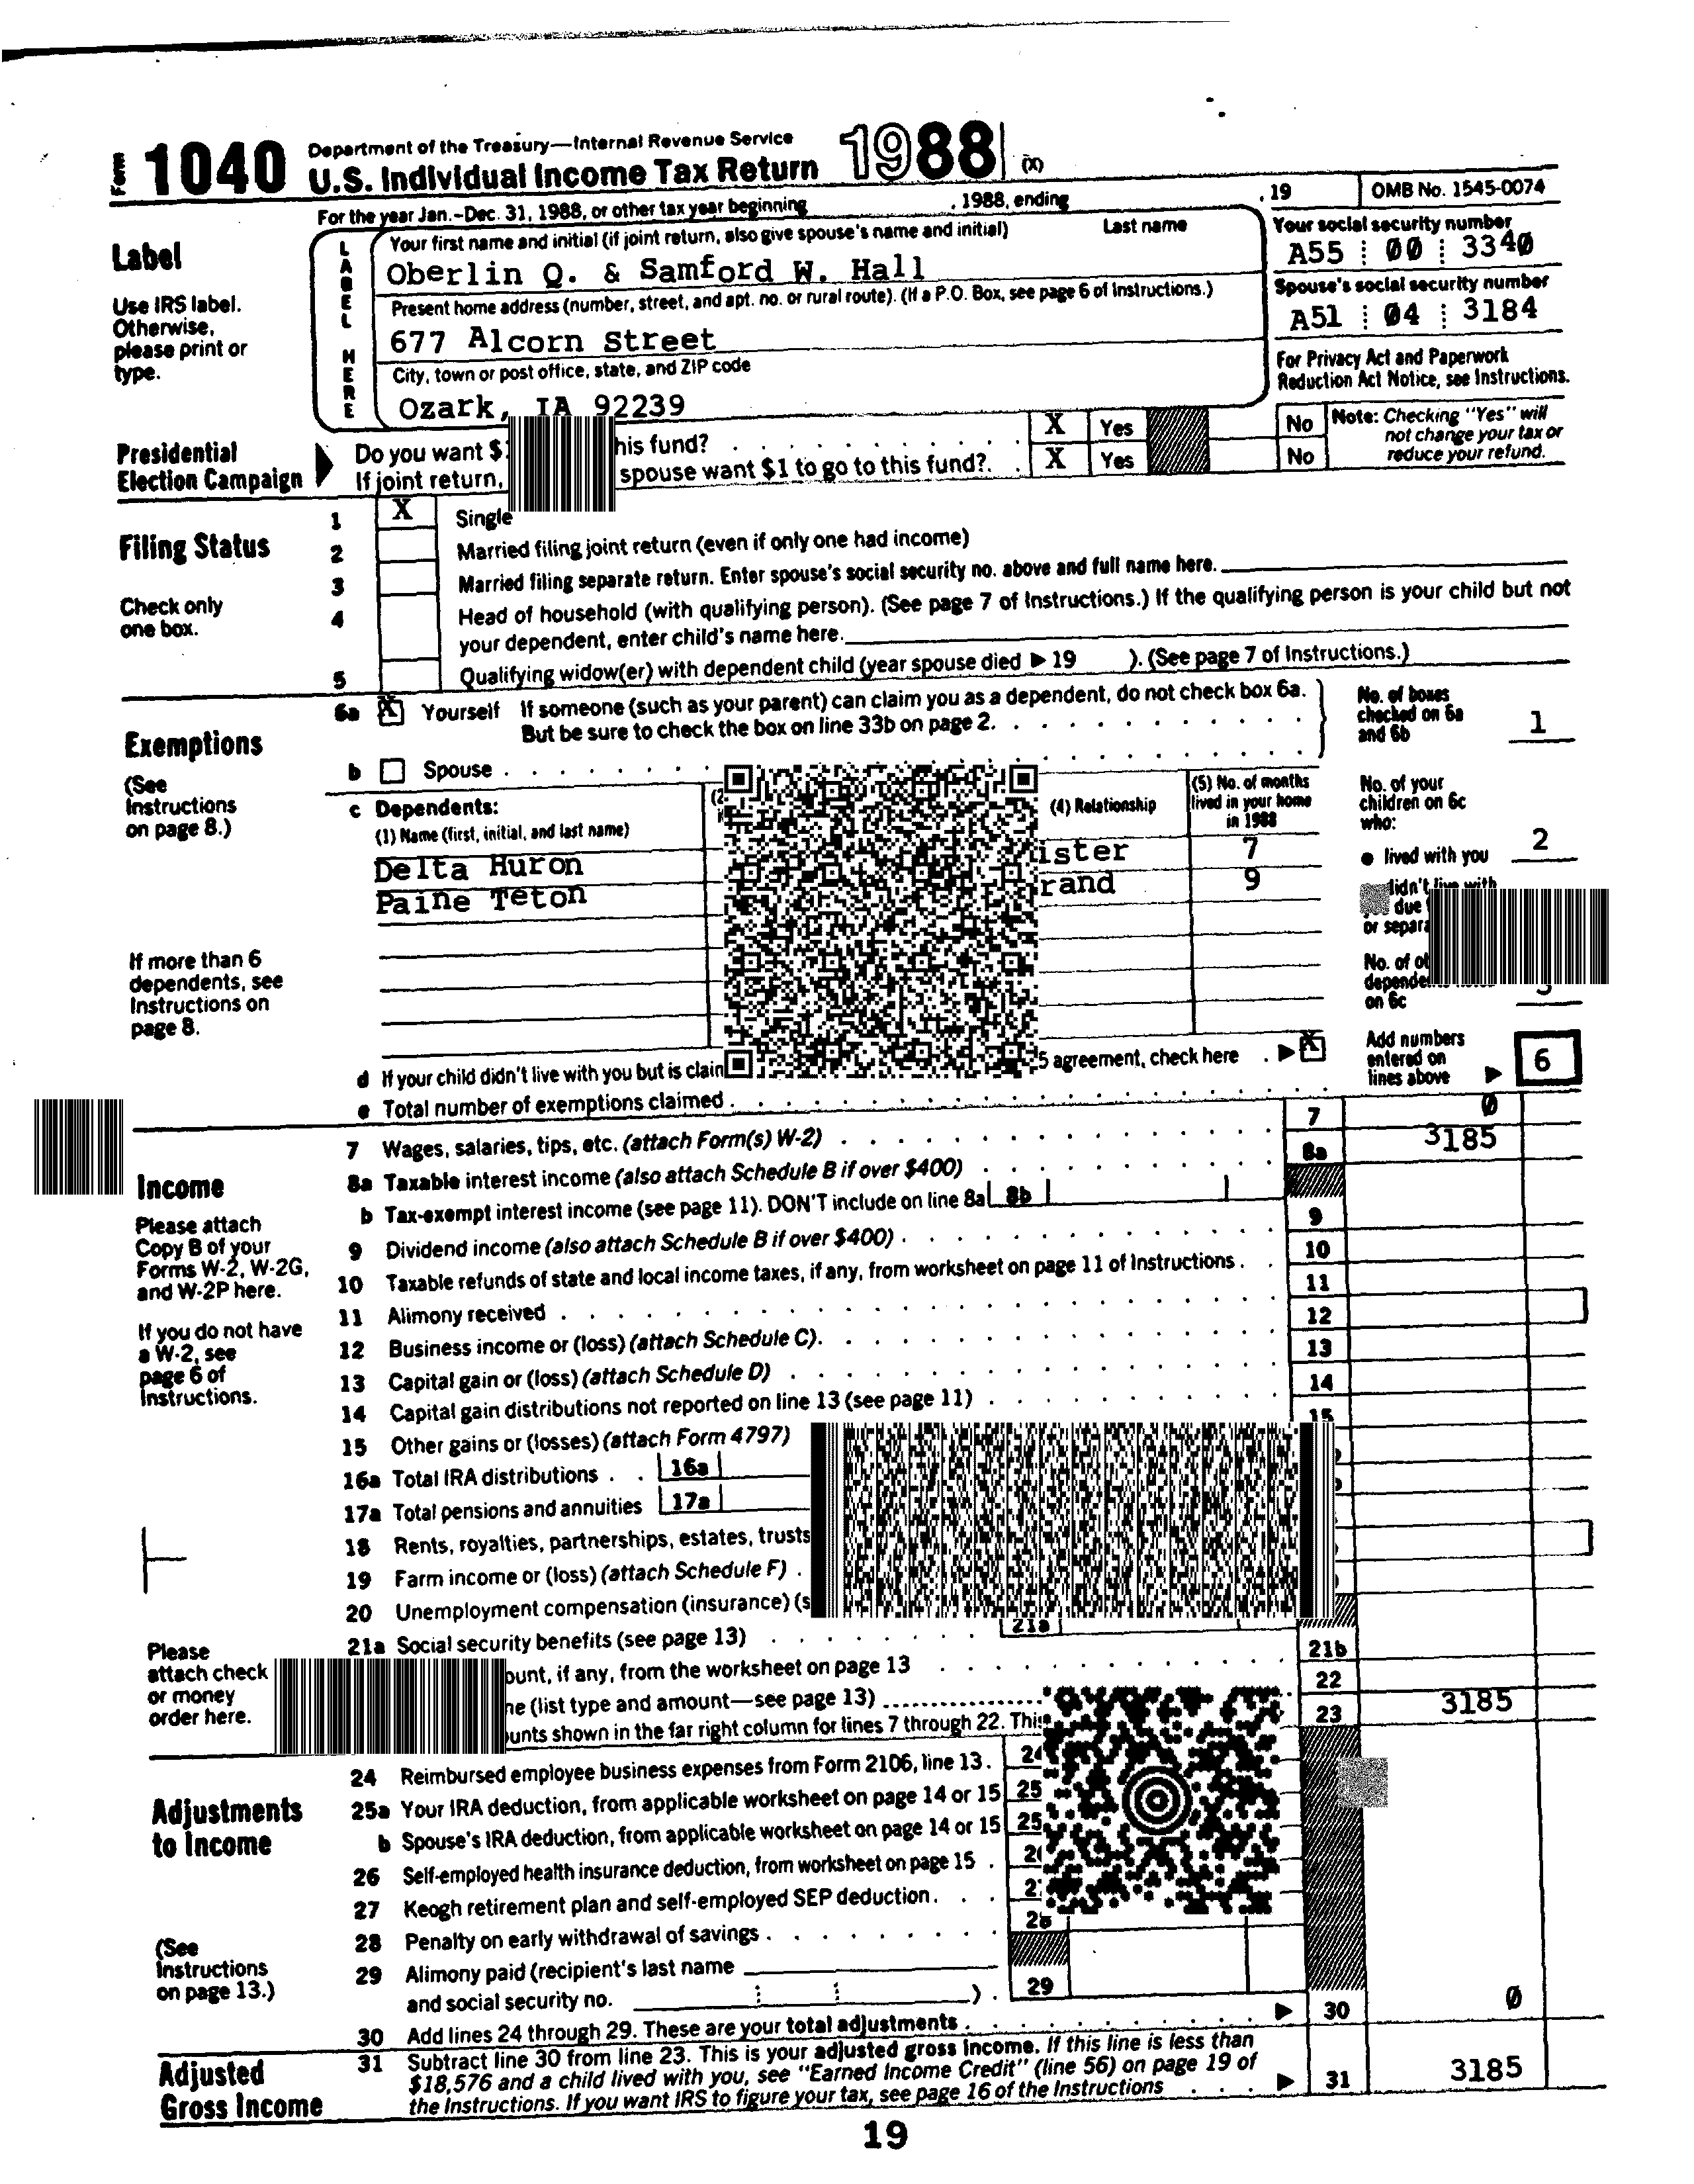 Form 1040 Department of the Treasury—Internal Revenue Service
U.S. Individual Income Tax Return 1988 (X)
For the year Jan.-Dec. 31, 1988, or other tax year beginning , 1988, ending , 19 OMB No. 1545-0074
Label
Use IRS label.
Otherwise,
please print or
type.
LABEL HERE
Your first name and initial (if joint return, also give spouse's name and initial) Last name
Oberlin Q. & Samford W. Hall
Present home address (number, street, and apt. no. or rural route). (If a P.O. Box, see page 6 of Instructions.)
677 Alcorn Street
City, town or post office, state, and ZIP code
Ozark, IA 92239
Your social security number
A55 00 3340
Spouse's social security number
A51 04 3184
For Privacy Act and Paperwork
Reduction Act Notice, see Instructions.
Presidential
Election Campaign
Do you want $ his fund? X Yes No
If joint return, spouse want $1 to go to this fund?. X Yes No
Note: Checking "Yes" will
not change your tax or
reduce your refund.
Filing Status
Check only
one box.
1 X Single
2 Married filing joint return (even if only one had income)
3 Married filing separate return. Enter spouse's social security no. above and full name here.
4 Head of household (with qualifying person). (See page 7 of Instructions.) If the qualifying person is your child but not
your dependent, enter child's name here.
5 Qualifying widow(er) with dependent child (year spouse died ▶ 19 ). (See page 7 of Instructions.)
Exemptions
(See
Instructions
on page 8.)
6a X Yourself If someone (such as your parent) can claim you as a dependent, do not check box 6a.
But be sure to check the box on line 33b on page 2.
b Spouse
No. of boxes
checked on 6a
and 6b 1
c Dependents:
(1) Name (first, initial, and last name)
(4) Relationship
(5) No. of months
lived in your home
in 1988
Delta Huron ister 7
Paine Teton rand 9
No. of your
children on 6c
who:
● lived with you 2
didn't live with
due
or separa
No. of ot
depende
on 6c
If more than 6
dependents, see
Instructions on
page 8.
d If your child didn't live with you but is claim 5 agreement, check here ▶ X
e Total number of exemptions claimed
Add numbers
entered on
lines above ▶ 6
Income
Please attach
Copy B of your
Forms W-2, W-2G,
and W-2P here.
If you do not have
a W-2, see
page 6 of
Instructions.
Please
attach check
or money
order here.
7 Wages, salaries, tips, etc. (attach Form(s) W-2) 7 0
8a Taxable interest income (also attach Schedule B if over $400) 8a 3185
b Tax-exempt interest income (see page 11). DON'T include on line 8a 8b
9 Dividend income (also attach Schedule B if over $400) 9
10 Taxable refunds of state and local income taxes, if any, from worksheet on page 11 of Instructions 10
11 Alimony received 11
12 Business income or (loss) (attach Schedule C). 12
13 Capital gain or (loss) (attach Schedule D) 13
14 Capital gain distributions not reported on line 13 (see page 11) 14
15 Other gains or (losses) (attach Form 4797) 15
16a Total IRA distributions 16a
17a Total pensions and annuities 17a
18 Rents, royalties, partnerships, estates, trusts
19 Farm income or (loss) (attach Schedule F)
20 Unemployment compensation (insurance) (s
21a Social security benefits (see page 13) 21a
ount, if any, from the worksheet on page 13 21b
ne (list type and amount—see page 13) 22
ounts shown in the far right column for lines 7 through 22. This 23 3185
Adjustments
to Income
(See
Instructions
on page 13.)
24 Reimbursed employee business expenses from Form 2106, line 13. 24
25a Your IRA deduction, from applicable worksheet on page 14 or 15 25
b Spouse's IRA deduction, from applicable worksheet on page 14 or 15 25
26 Self-employed health insurance deduction, from worksheet on page 15 26
27 Keogh retirement plan and self-employed SEP deduction. 27
28 Penalty on early withdrawal of savings 28
29 Alimony paid (recipient's last name
and social security no. ) 29
30 Add lines 24 through 29. These are your total adjustments ▶ 30 0
Adjusted
Gross Income
31 Subtract line 30 from line 23. This is your adjusted gross income. If this line is less than
$18,576 and a child lived with you, see "Earned Income Credit" (line 56) on page 19 of
the Instructions. If you want IRS to figure your tax, see page 16 of the Instructions ▶ 31 3185
19